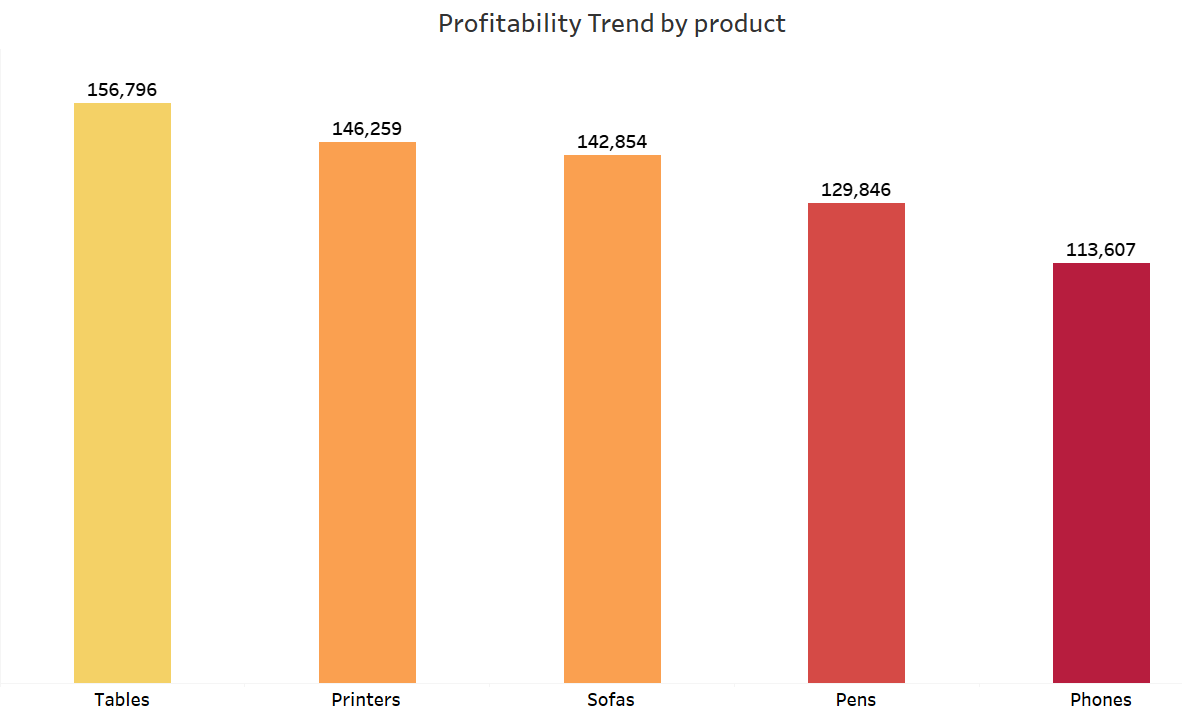 Profitability Trend by product
156,796
146,259
142,854
129,846
113,607
Tables
Printers
Sofas
Pens
Phones